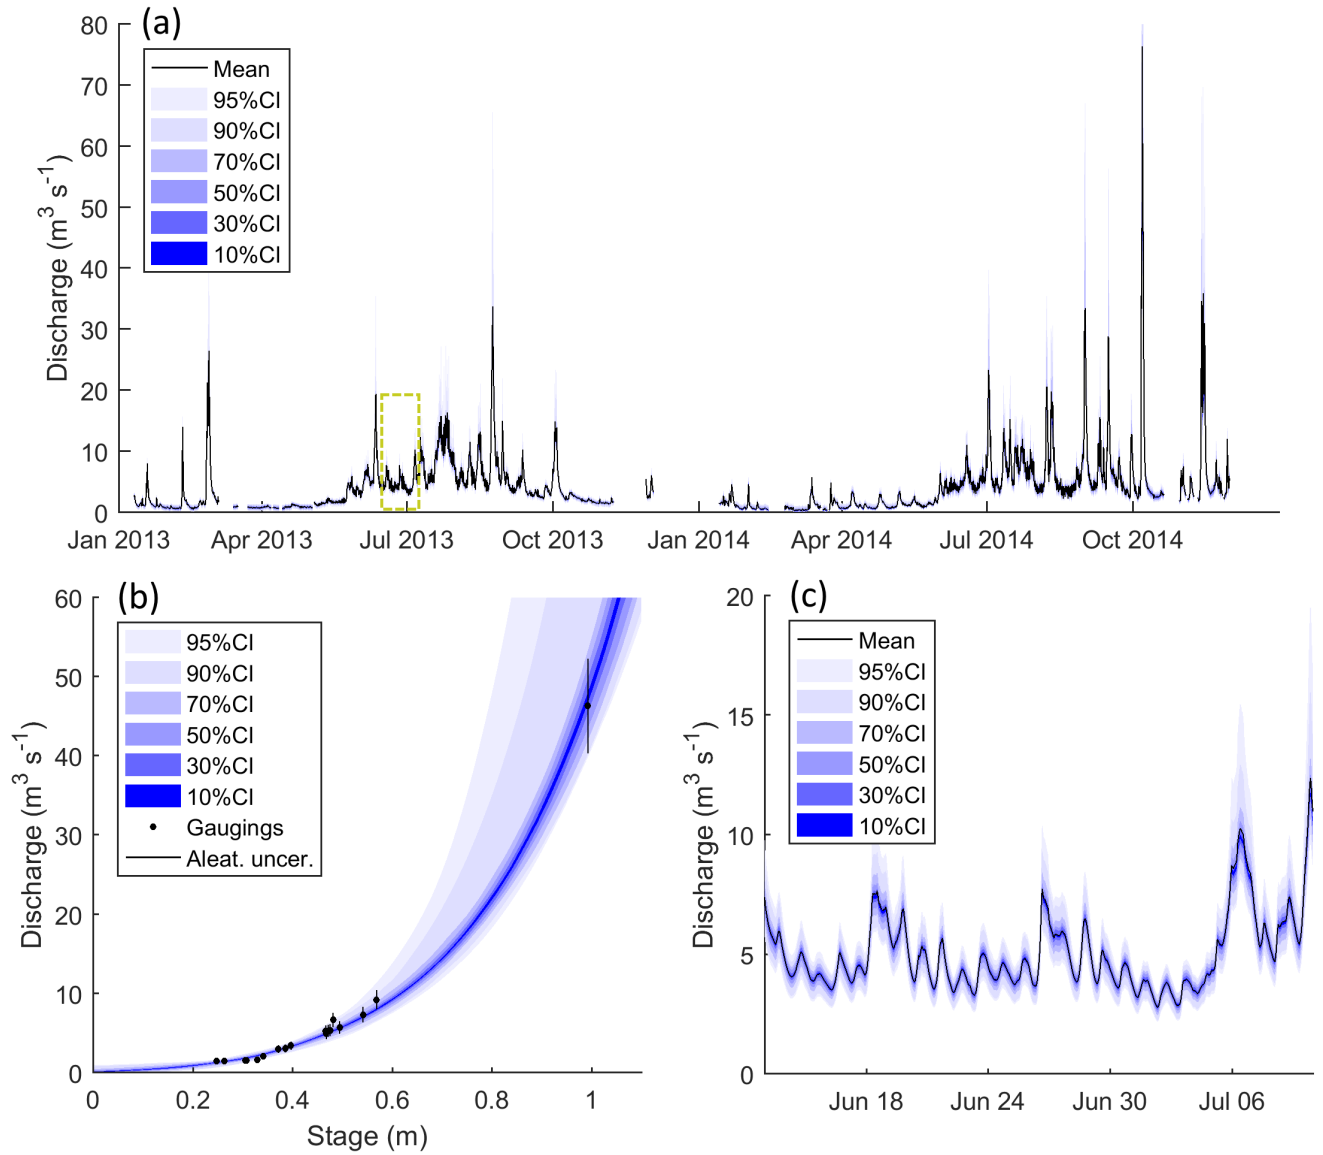 (a)
80
70
60
50
40
30
20
10
0
Discharge (m³ s⁻¹)
Mean
95%CI
90%CI
70%CI
50%CI
30%CI
10%CI
Jan 2013 Apr 2013 Jul 2013 Oct 2013 Jan 2014 Apr 2014 Jul 2014 Oct 2014
(b)
60
50
40
30
20
10
0
Discharge (m³ s⁻¹)
95%CI
90%CI
70%CI
50%CI
30%CI
10%CI
Gaugings
Aleat. uncer.
0 0.2 0.4 0.6 0.8 1
Stage (m)
(c)
20
15
10
5
0
Discharge (m³ s⁻¹)
Mean
95%CI
90%CI
70%CI
50%CI
30%CI
10%CI
Jun 18 Jun 24 Jun 30 Jul 06